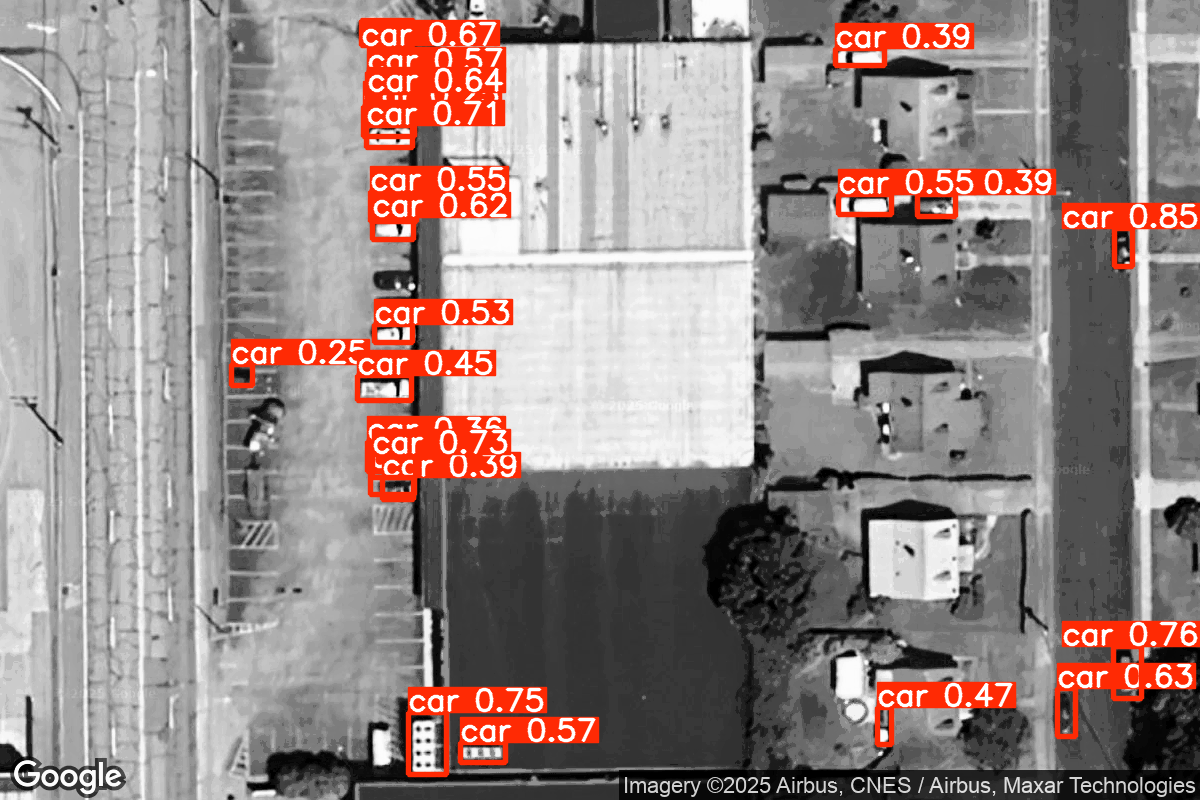 car 0.67
car 0.39
car 0.57
car 0.64
car 0.71
car 0.55
car 0.55 0.39
car 0.62
car 0.85
car 0.53
car 0.25
car 0.45
car 0.36
car 0.73
car 0.39
car 0.76
car 0.63
car 0.47
car 0.75
car 0.57
Google
Imagery ©2025 Airbus, CNES / Airbus, Maxar Technologies